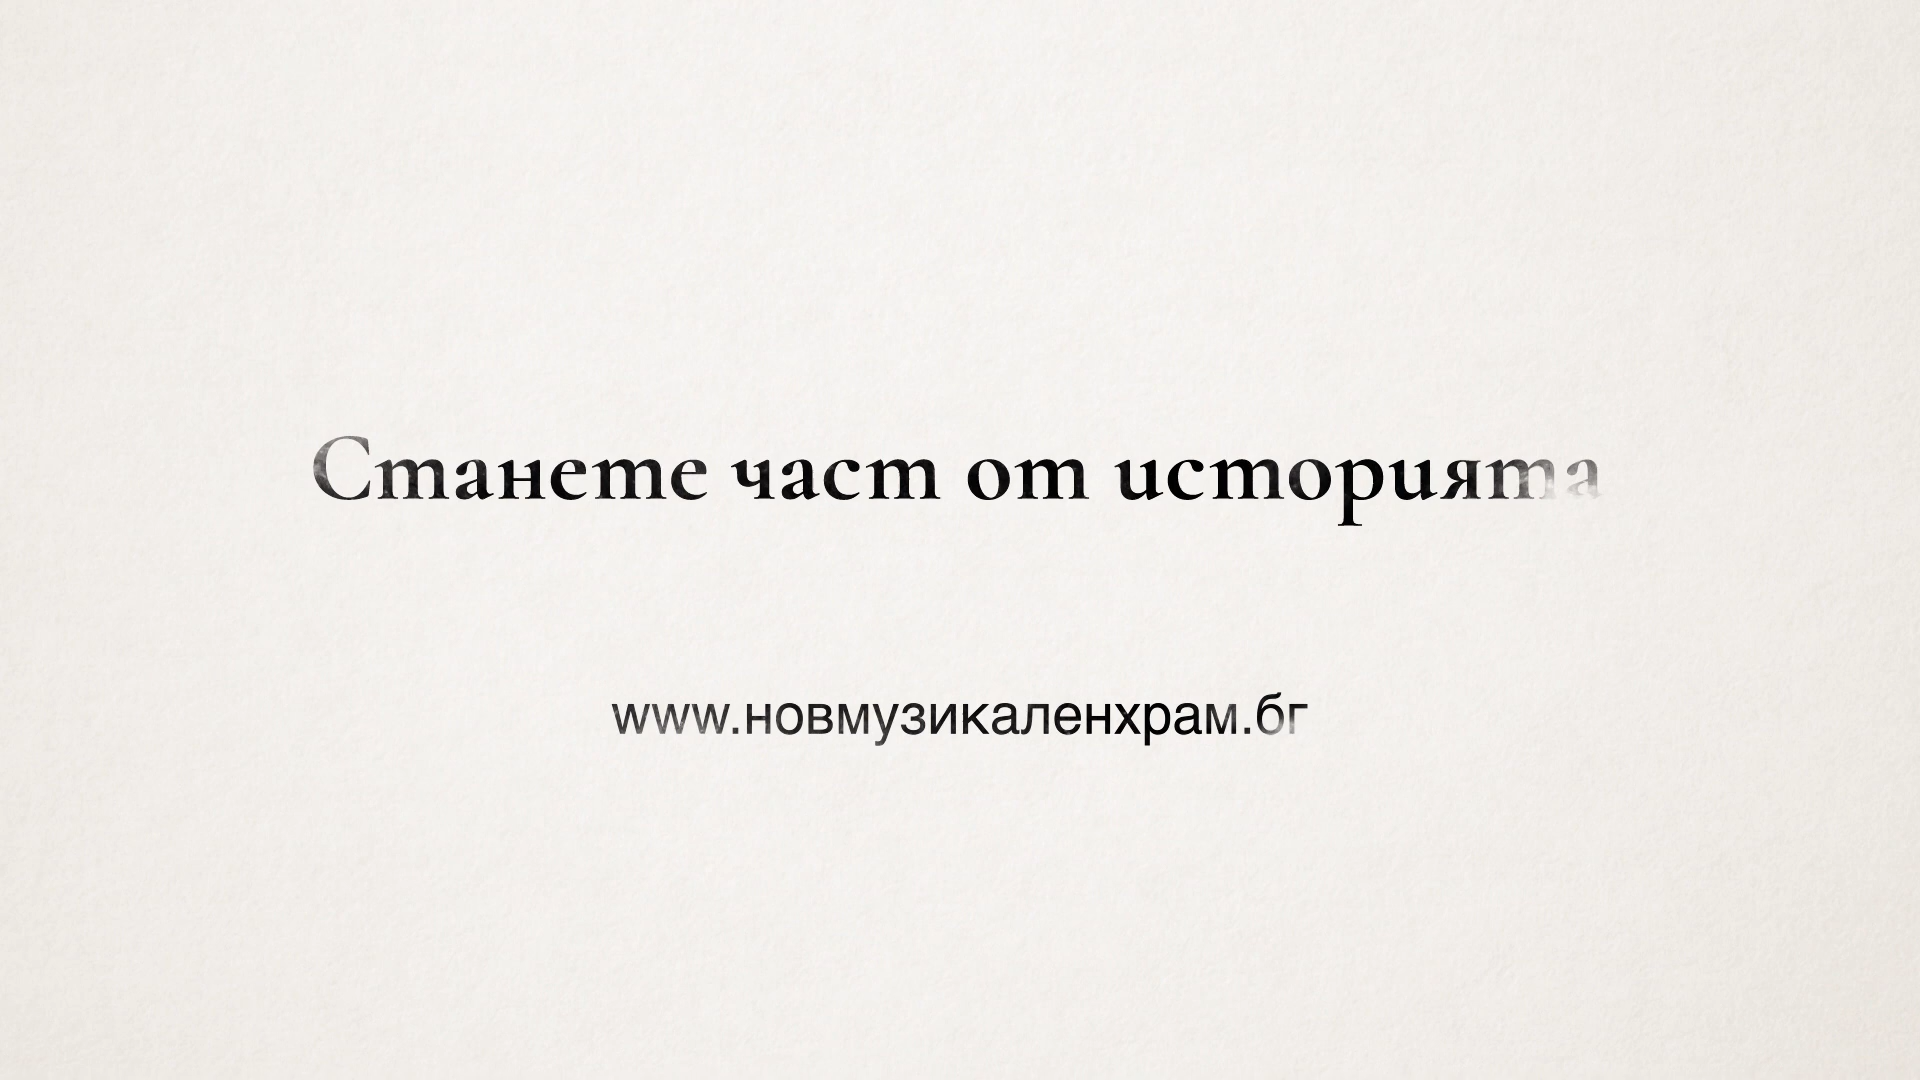 Станете част от историята
www.новмузикаленхрам.бг